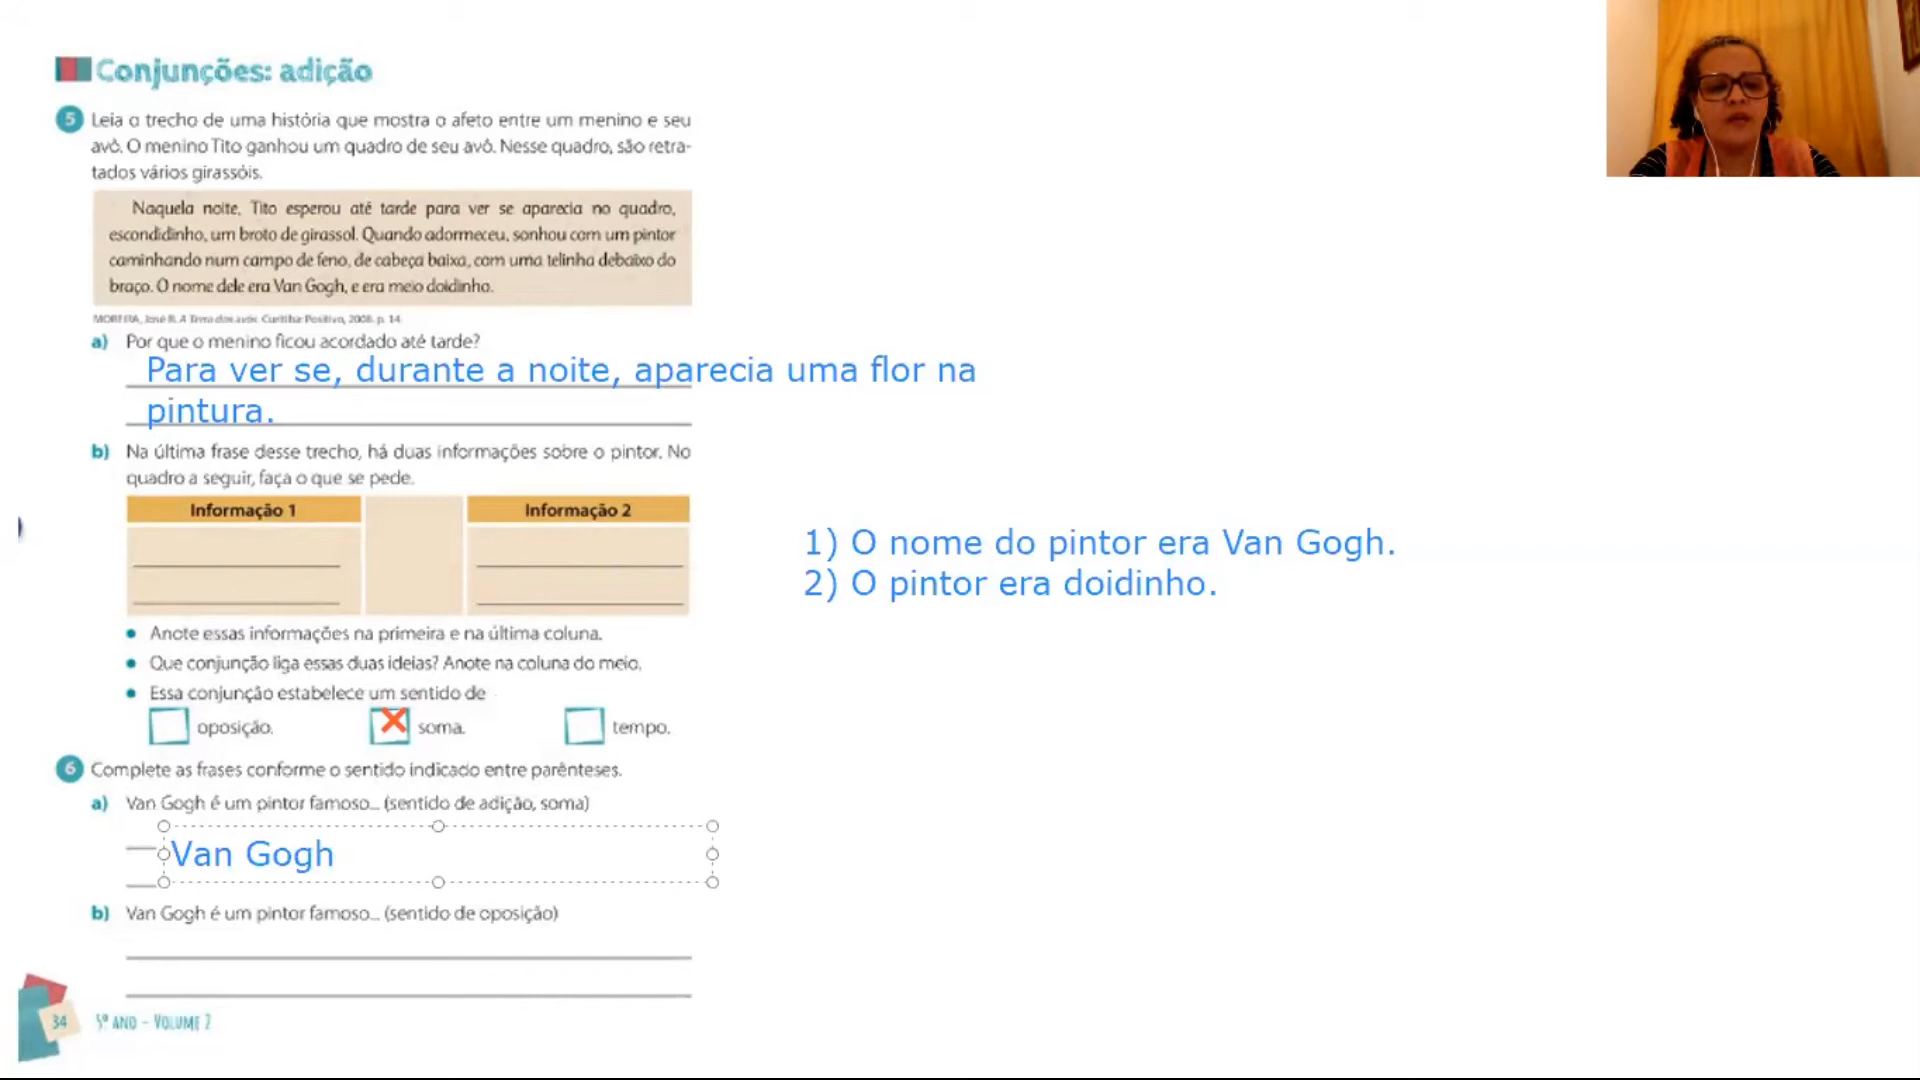 Conjunções: adição
5 Leia o trecho de uma história que mostra o afeto entre um menino e seu
avô. O menino Tito ganhou um quadro de seu avô. Nesse quadro, são retra-
tados vários girassóis.
Naquela noite, Tito esperou até tarde para ver se aparecia no quadro,
escondidinho, um broto de girassol. Quando adormeceu, sonhou com um pintor
caminhando num campo de feno, de cabeça baixa, com uma telinha debaixo do
braço. O nome dele era Van Gogh, e era meio doidinho.
MOREIRA, José R. A Terra dos avós. Curitiba: Positivo, 2008. p. 14.
a) Por que o menino ficou acordado até tarde?
Para ver se, durante a noite, aparecia uma flor na
pintura.
b) Na última frase desse trecho, há duas informações sobre o pintor. No
quadro a seguir, faça o que se pede.
Informação 1 Informação 2
1) O nome do pintor era Van Gogh.
2) O pintor era doidinho.
• Anote essas informações na primeira e na última coluna.
• Que conjunção liga essas duas ideias? Anote na coluna do meio.
• Essa conjunção estabelece um sentido de
oposição. soma. tempo.
6 Complete as frases conforme o sentido indicado entre parênteses.
a) Van Gogh é um pintor famoso... (sentido de adição, soma)
Van Gogh
b) Van Gogh é um pintor famoso... (sentido de oposição)
34 5º ANO – VOLUME 2